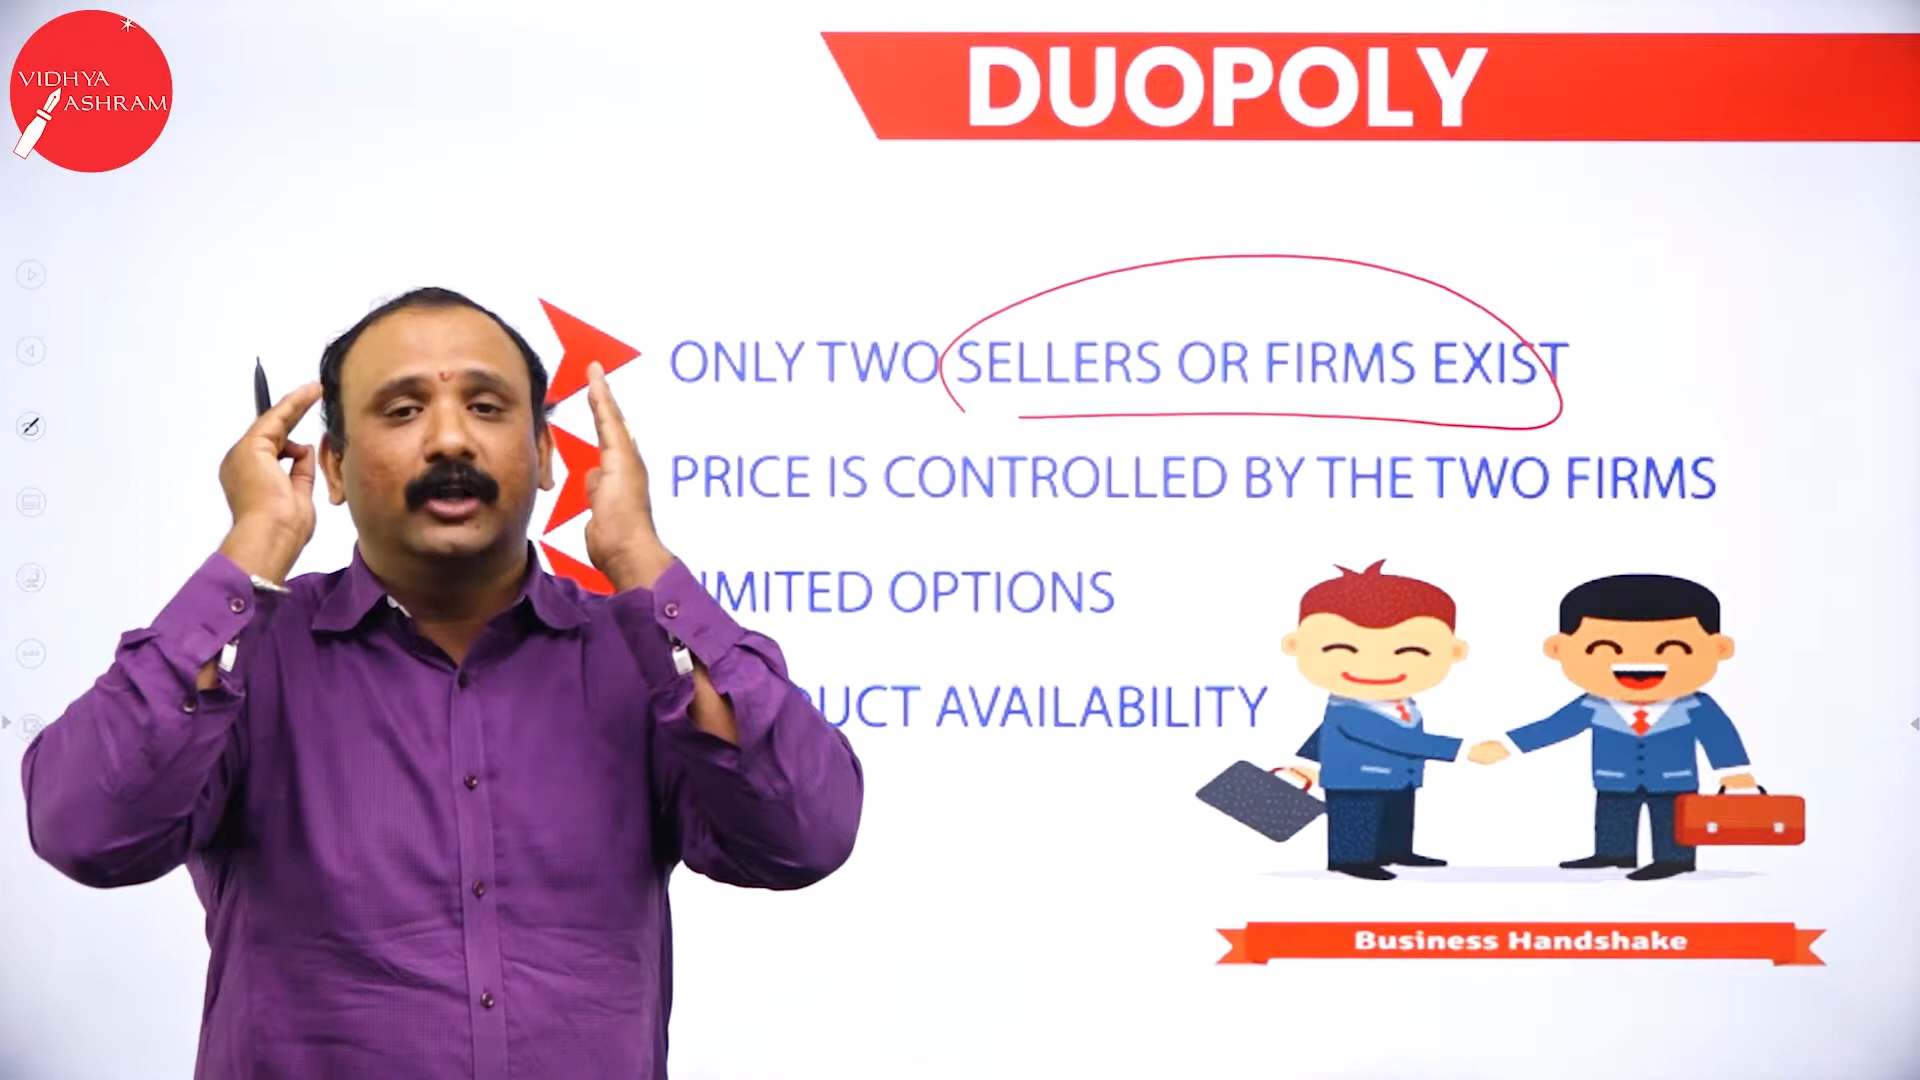 VIDHYA
ASHRAM
DUOPOLY
ONLY TWO SELLERS OR FIRMS EXIST
PRICE IS CONTROLLED BY THE TWO FIRMS
IMITED OPTIONS
UCT AVAILABILITY
Business Handshake